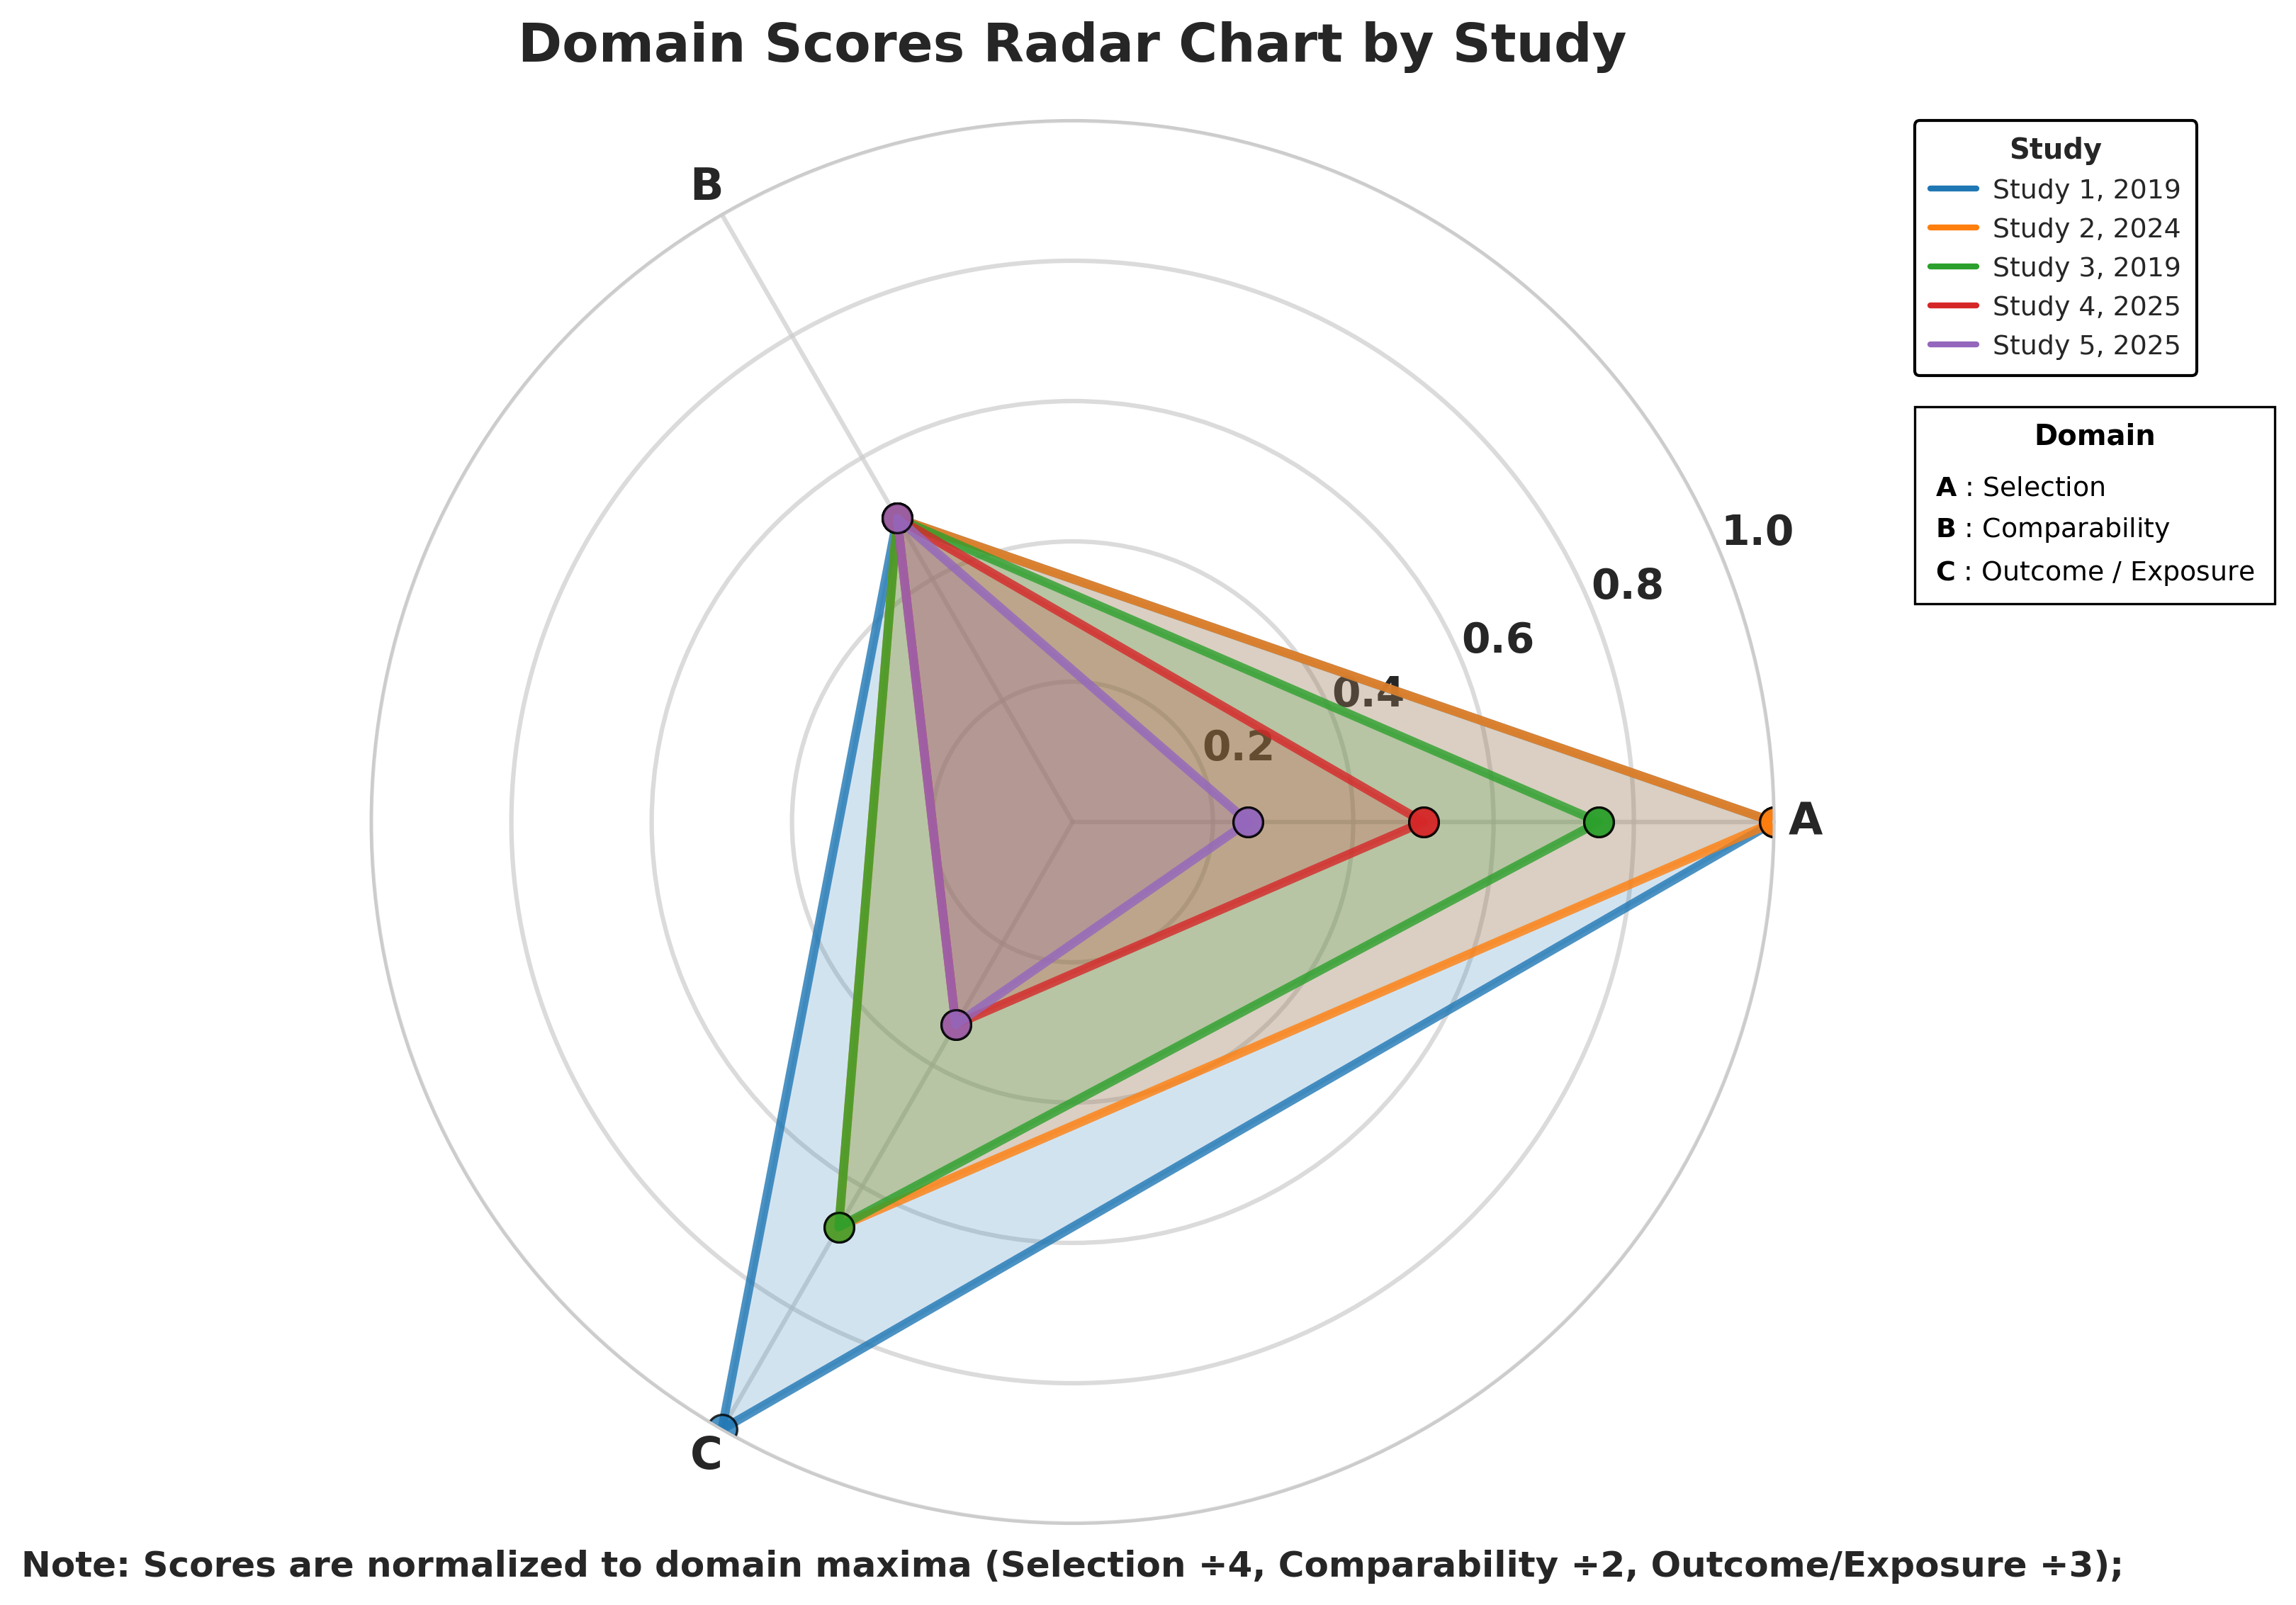 Domain Scores Radar Chart by Study
B
Study
Study 1, 2019
Study 2, 2024
Study 3, 2019
Study 4, 2025
Study 5, 2025
Domain
A : Selection
B : Comparability
C : Outcome / Exposure
1.0
0.8
0.6
0.4
0.2
A
C
Note: Scores are normalized to domain maxima (Selection ÷4, Comparability ÷2, Outcome/Exposure ÷3);